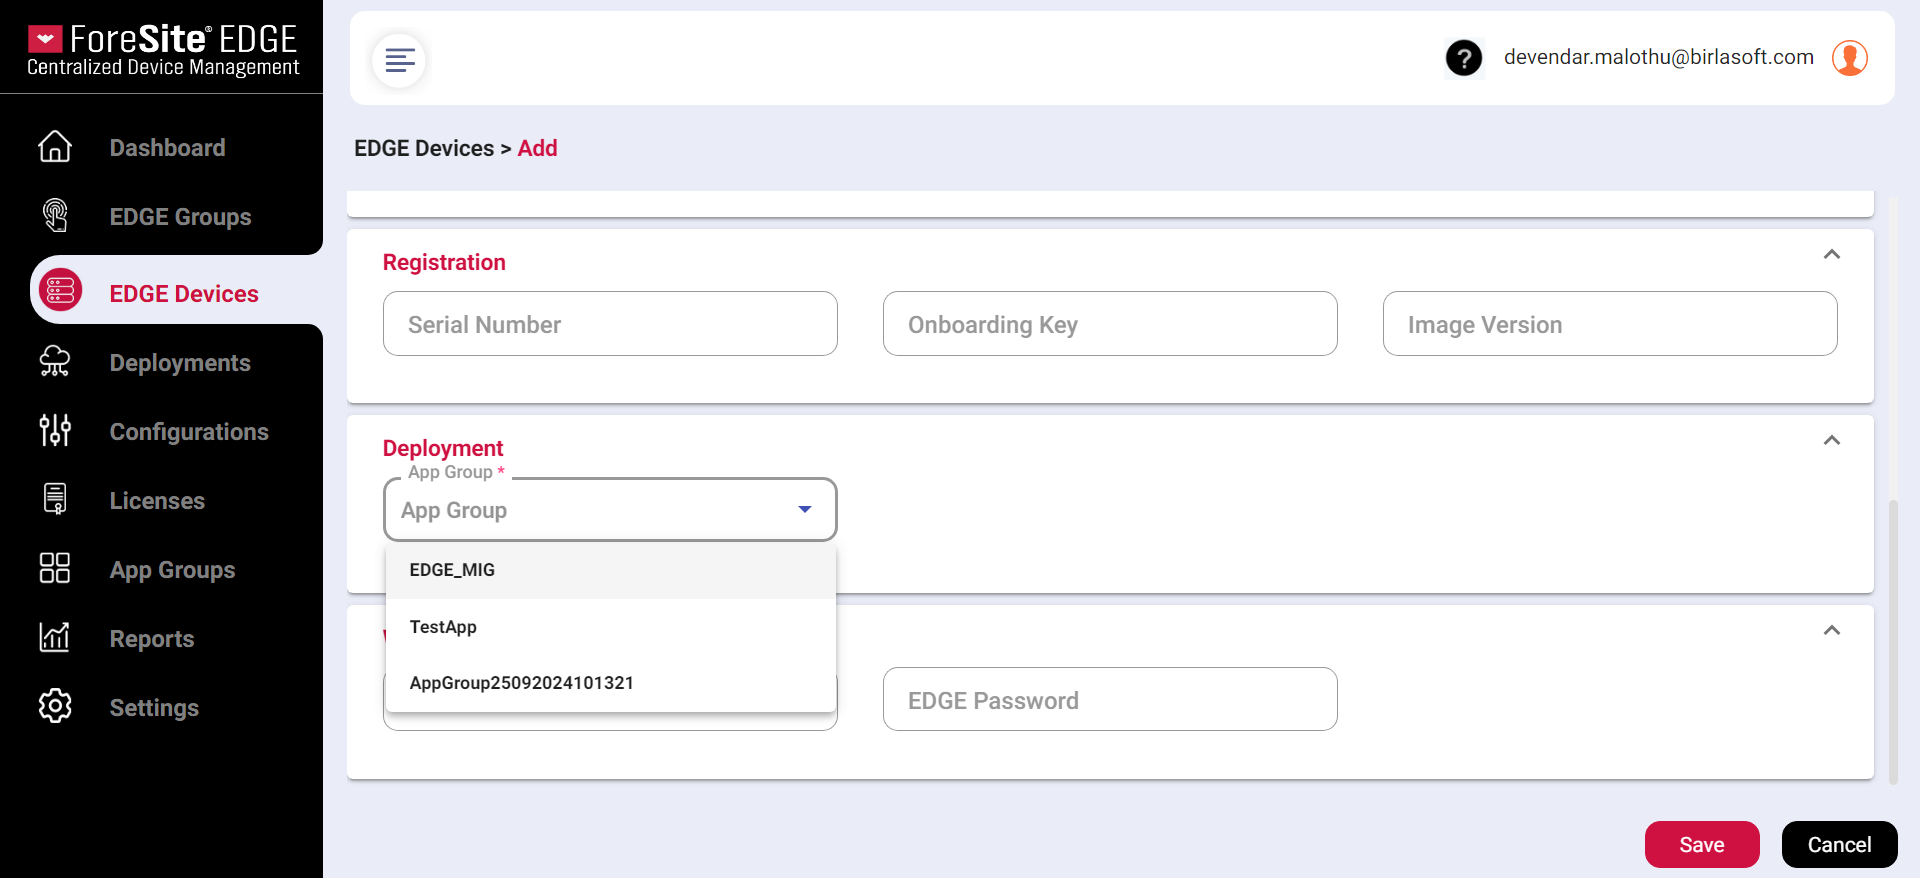 ForeSite® EDGE
Centralized Device Management
?
devendar.malothu@birlasoft.com
EDGE Devices > Add
Dashboard
EDGE Groups
EDGE Devices
Deployments
Configurations
Licenses
App Groups
Reports
Settings
Registration
Serial Number
Onboarding Key
Image Version
Deployment
App Group *
App Group
EDGE_MIG
TestApp
AppGroup25092024101321
EDGE Password
Save
Cancel